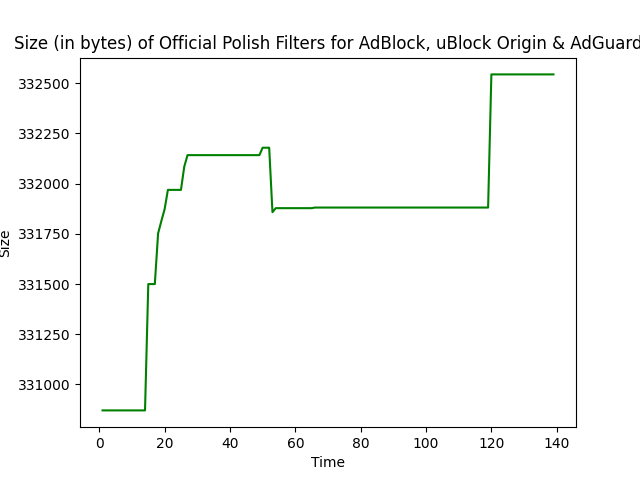 Size (in bytes) of Official Polish Filters for AdBlock, uBlock Origin & AdGuard
332500
332250
332000
331750
331500
331250
331000
Size
0 20 40 60 80 100 120 140
Time